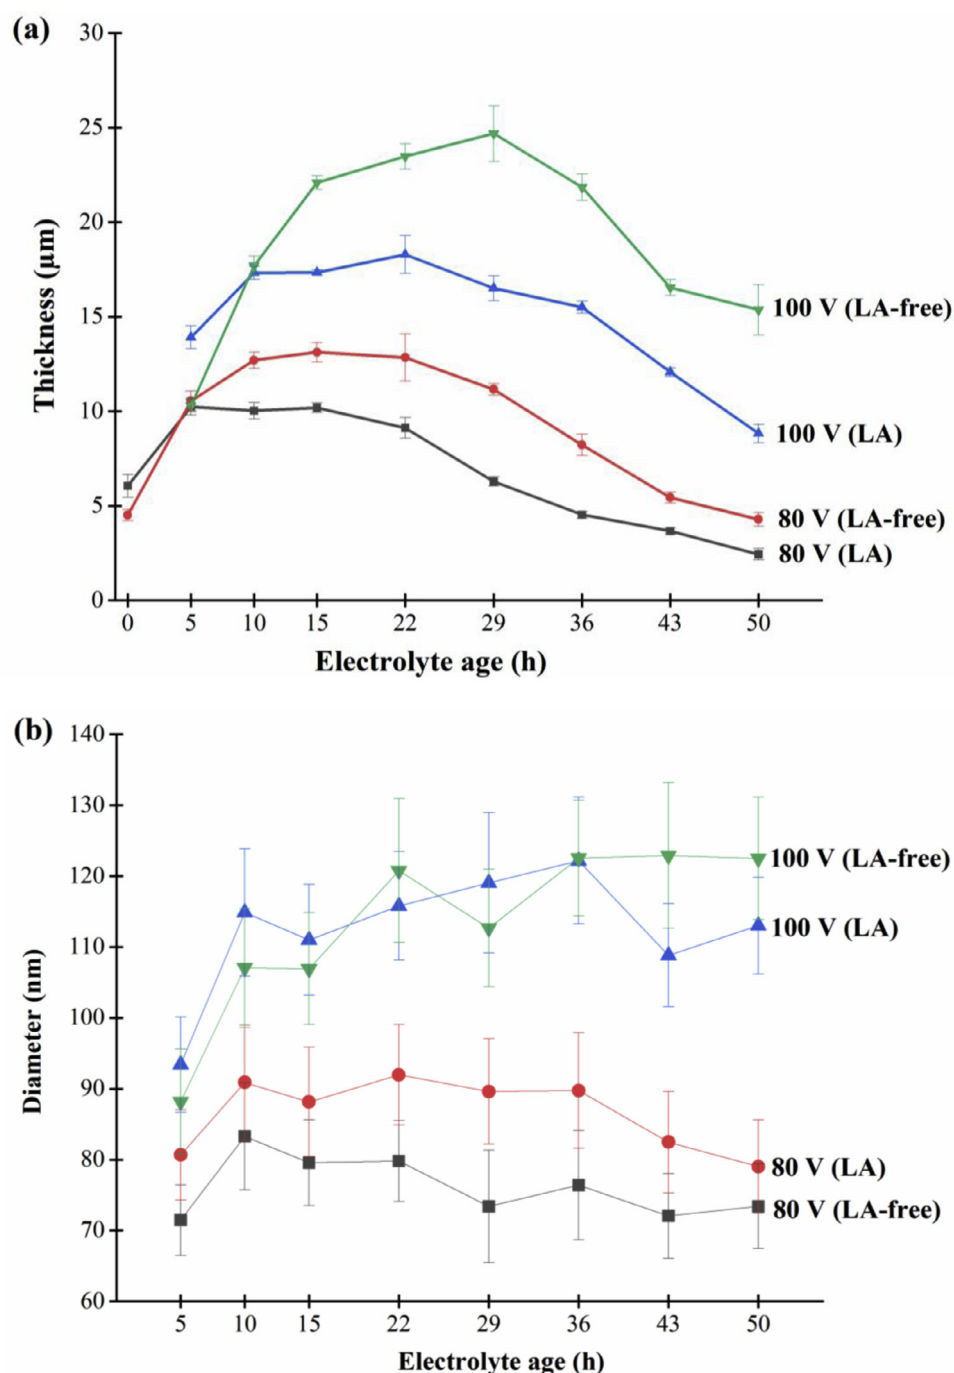 (a)
30
25
20
15
10
5
0
Thickness (μm)
100 V (LA-free)
100 V (LA)
80 V (LA-free)
80 V (LA)
0 5 10 15 22 29 36 43 50
Electrolyte age (h)
(b)
140
130
120
110
100
90
80
70
60
Diameter (nm)
100 V (LA-free)
100 V (LA)
80 V (LA)
80 V (LA-free)
5 10 15 22 29 36 43 50
Electrolyte age (h)